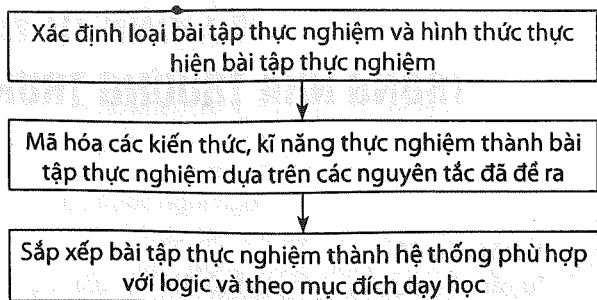 Xác định loại bài tập thực nghiệm và hình thức thực
hiện bài tập thực nghiệm
Mã hóa các kiến thức, kĩ năng thực nghiệm thành bài
tập thực nghiệm dựa trên các nguyên tắc đã đề ra
Sắp xếp bài tập thực nghiệm thành hệ thống phù hợp
với logic và theo mục đích dạy học